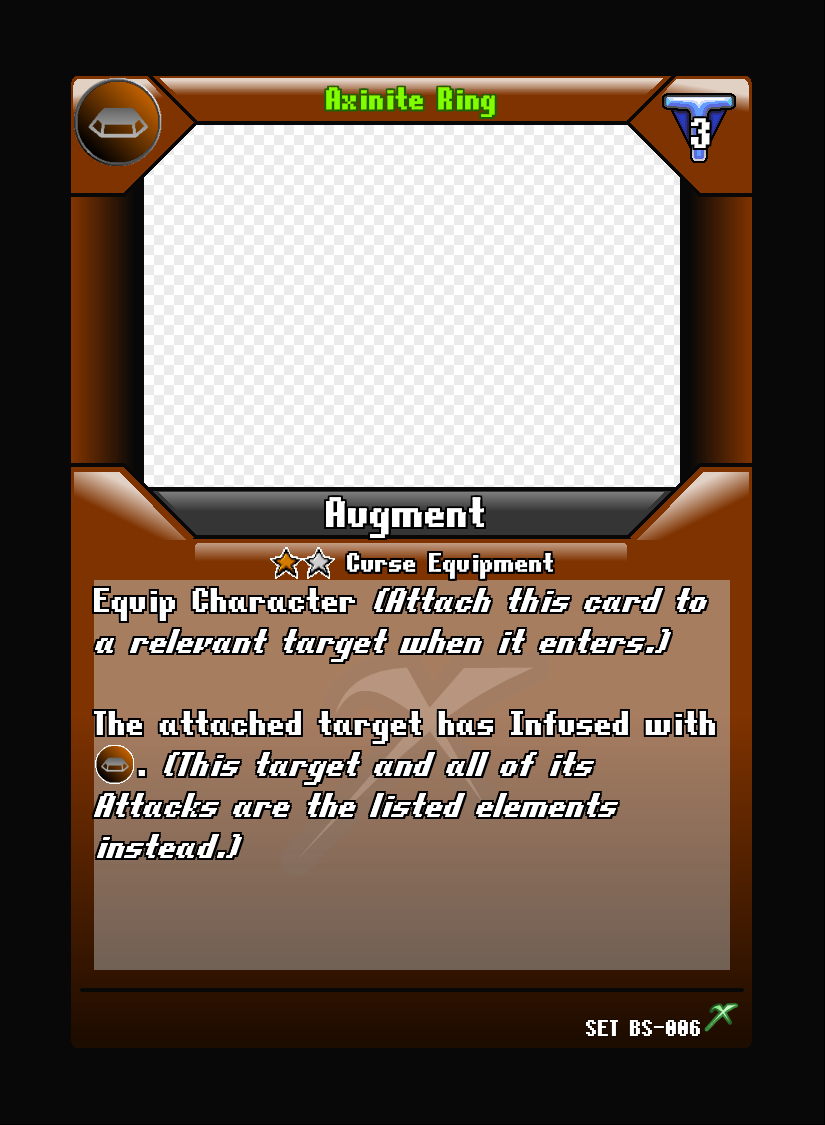 Axinite Ring
3
Augment
Curse Equipment
Equip Character (Attach this card to
a relevant target when it enters.)
The attached target has Infused with
. (This target and all of its
Attacks are the listed elements
instead.)
SET BS-006